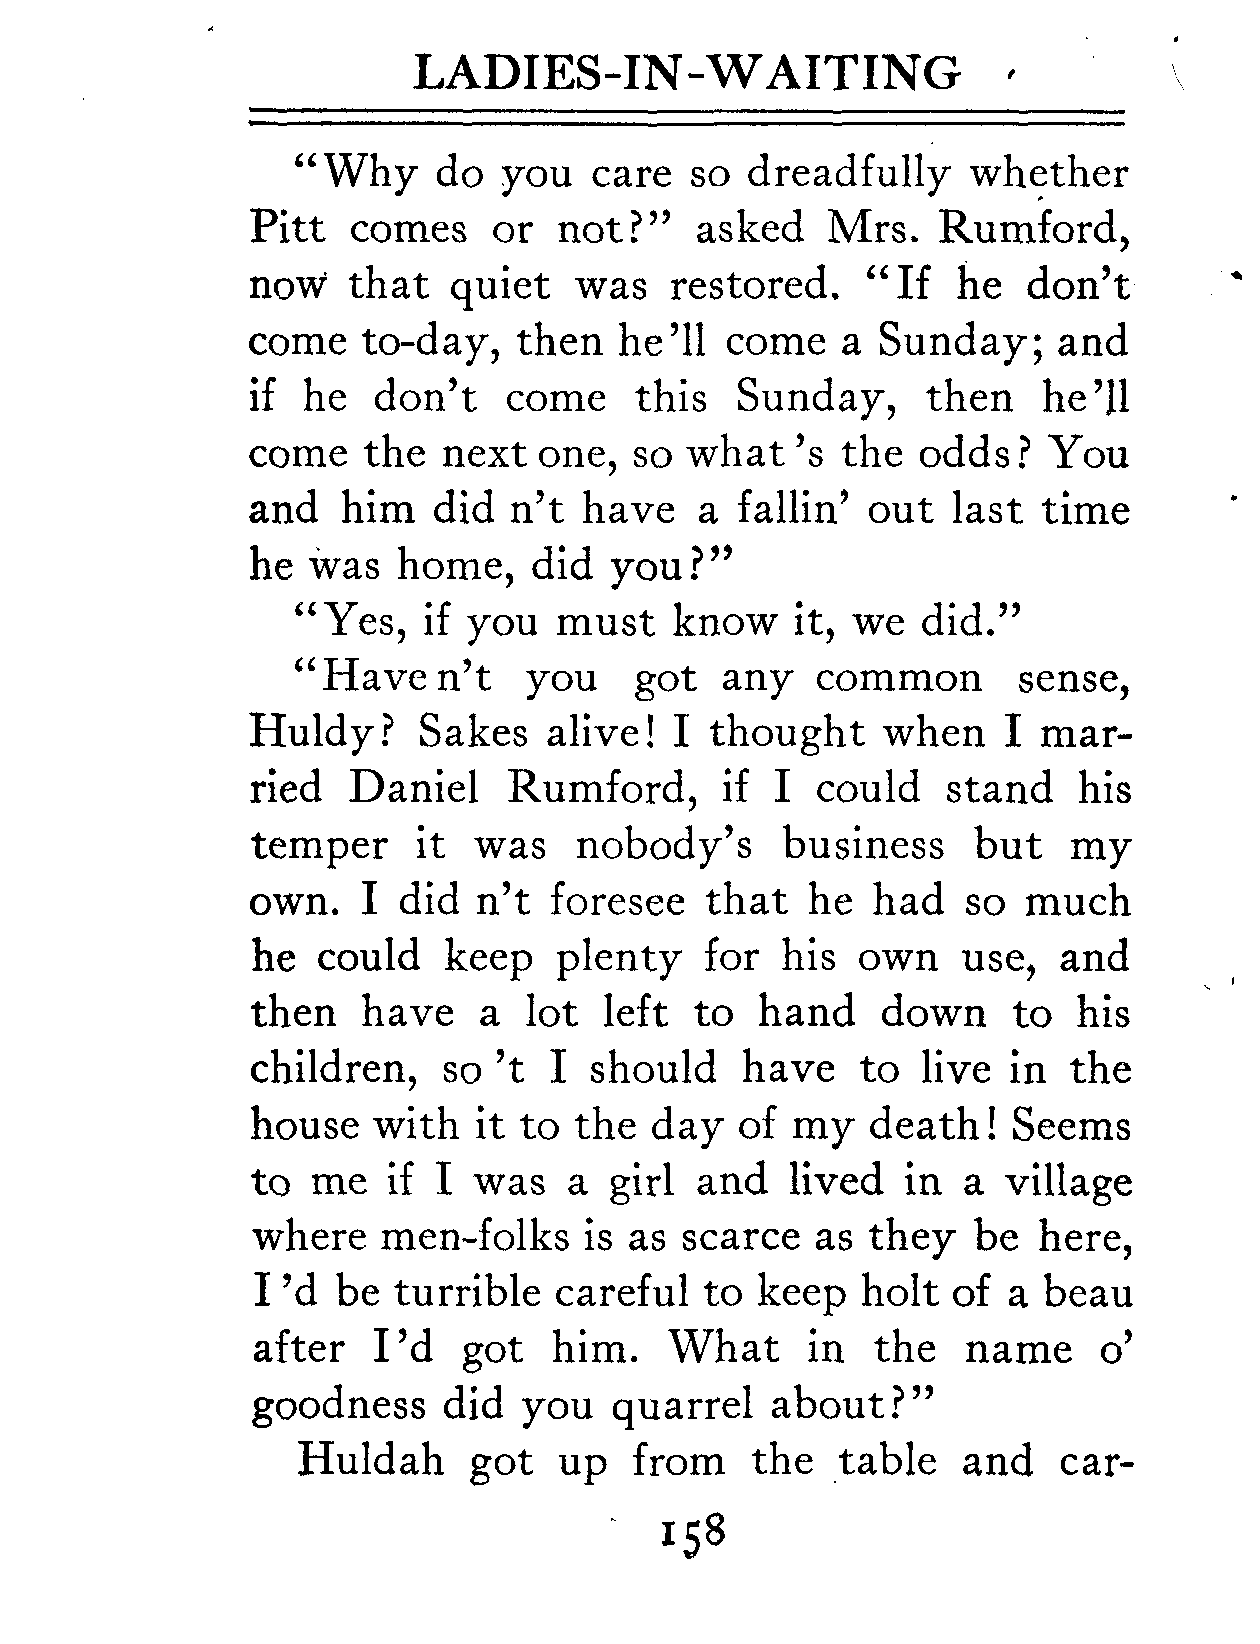 LADIES-IN-WAITING
“Why do you care so dreadfully whether
Pitt comes or not?” asked Mrs. Rumford,
now that quiet was restored. “If he don’t
come to-day, then he’ll come a Sunday; and
if he don’t come this Sunday, then he’ll
come the next one, so what ’s the odds? You
and him did n’t have a fallin’ out last time
he was home, did you?”
“Yes, if you must know it, we did.”
“Have n’t you got any common sense,
Huldy? Sakes alive! I thought when I mar-
ried Daniel Rumford, if I could stand his
temper it was nobody’s business but my
own. I did n’t foresee that he had so much
he could keep plenty for his own use, and
then have a lot left to hand down to his
children, so ’t I should have to live in the
house with it to the day of my death! Seems
to me if I was a girl and lived in a village
where men-folks is as scarce as they be here,
I ’d be turrible careful to keep holt of a beau
after I ’d got him. What in the name o’
goodness did you quarrel about?”
Huldah got up from the table and car-
158